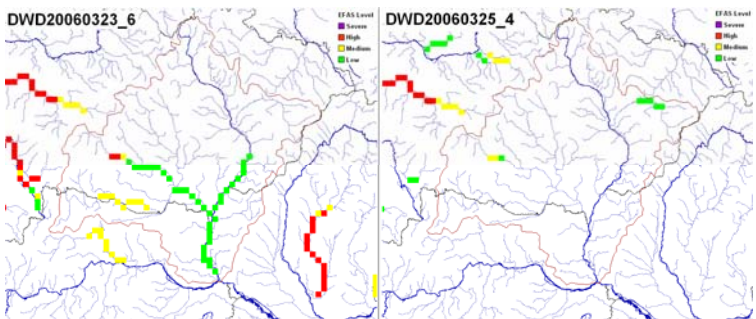 DWD20060323_6
EFAS Level
Severe
High
Medium
Low
DWD20060325_4
EFAS Level
Severe
High
Medium
Low